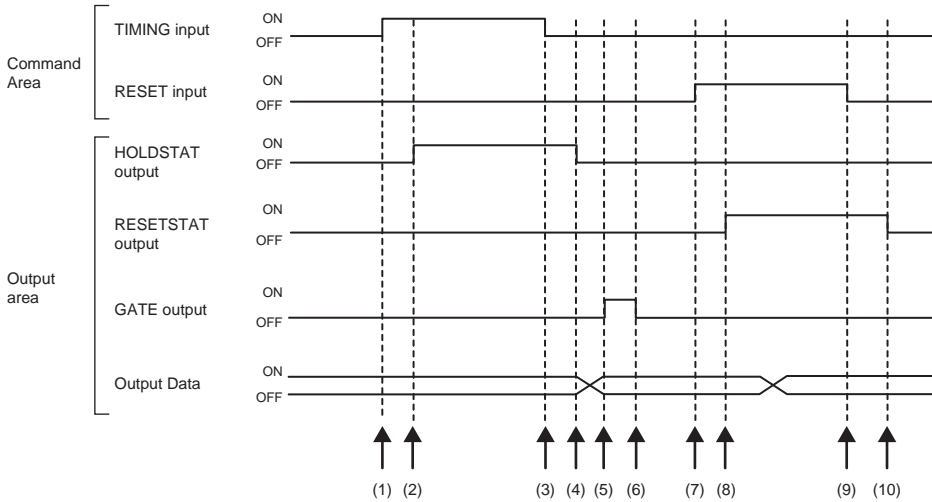 Command
Area
TIMING input
ON
OFF
RESET input
ON
OFF
Output
area
HOLDSTAT
output
ON
OFF
RESETSTAT
output
ON
OFF
GATE output
ON
OFF
Output Data
ON
OFF
(1) (2) (3) (4) (5) (6) (7) (8) (9) (10)